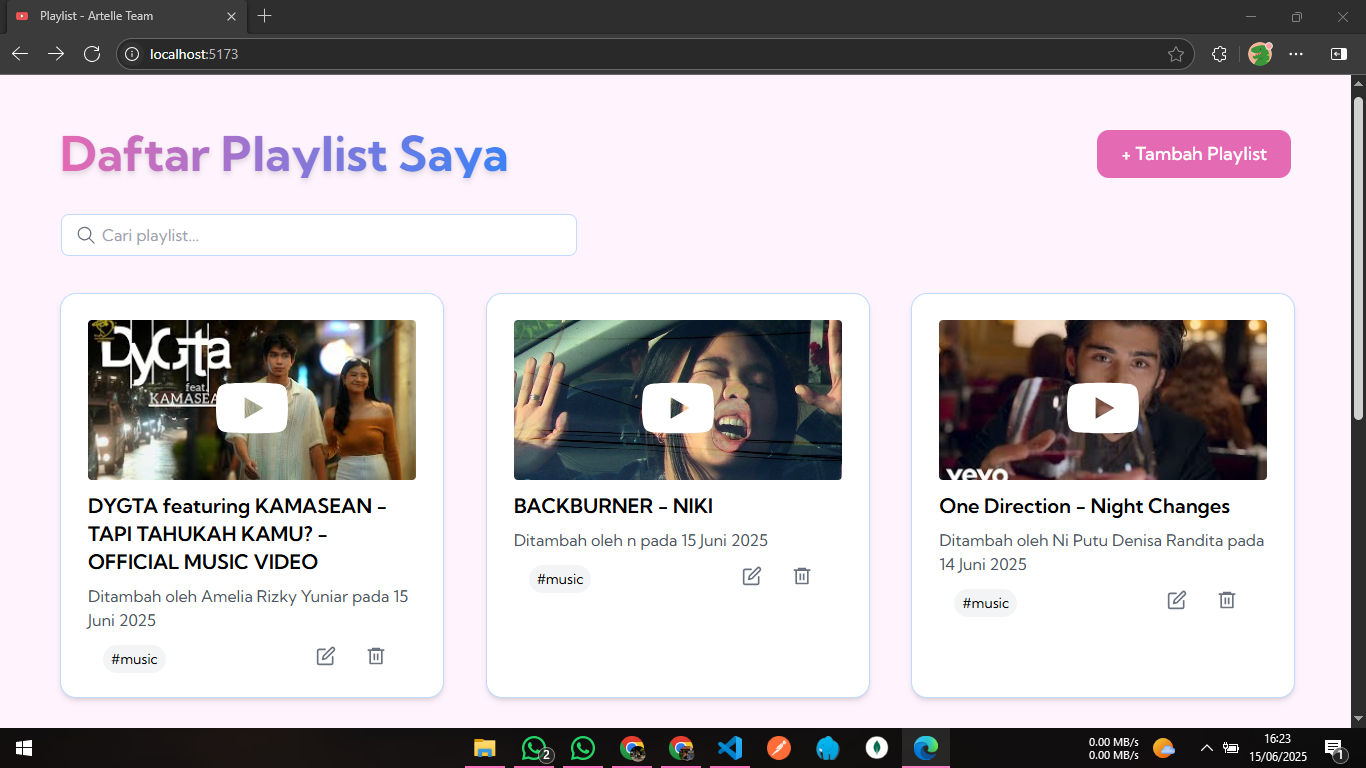 Playlist - Artelle Team
localhost:5173
Daftar Playlist Saya
+ Tambah Playlist
Cari playlist...
DyGta
feat.
KAMASEA
vevo
DYGTA featuring KAMASEAN -
TAPI TAHUKAH KAMU? -
OFFICIAL MUSIC VIDEO
Ditambah oleh Amelia Rizky Yuniar pada 15
Juni 2025
#music
BACKBURNER - NIKI
Ditambah oleh n pada 15 Juni 2025
#music
One Direction - Night Changes
Ditambah oleh Ni Putu Denisa Randita pada
14 Juni 2025
#music
2
0.00 MB/s
0.00 MB/s
16:23
15/06/2025
1